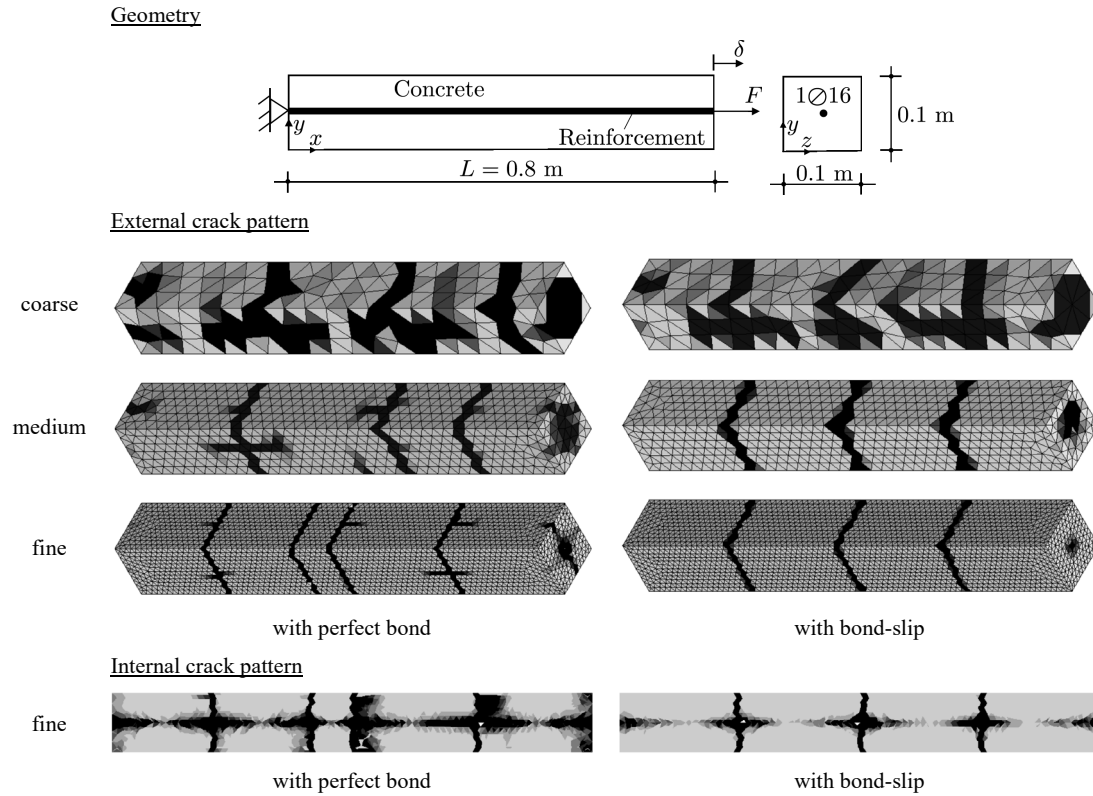 Geometry
δ
Concrete
F
1∅16
y
x
Reinforcement
y
z
0.1 m
L = 0.8 m
0.1 m
External crack pattern
coarse
medium
fine
with perfect bond
with bond-slip
Internal crack pattern
fine
with perfect bond
with bond-slip